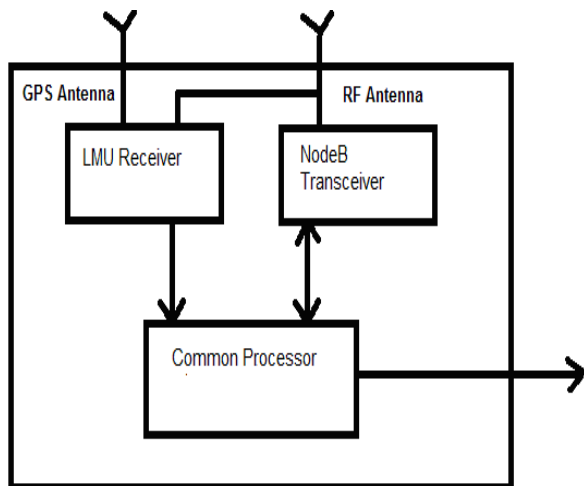 GPS Antenna
RF Antenna
LMU Receiver
NodeB
Transceiver
Common Processor